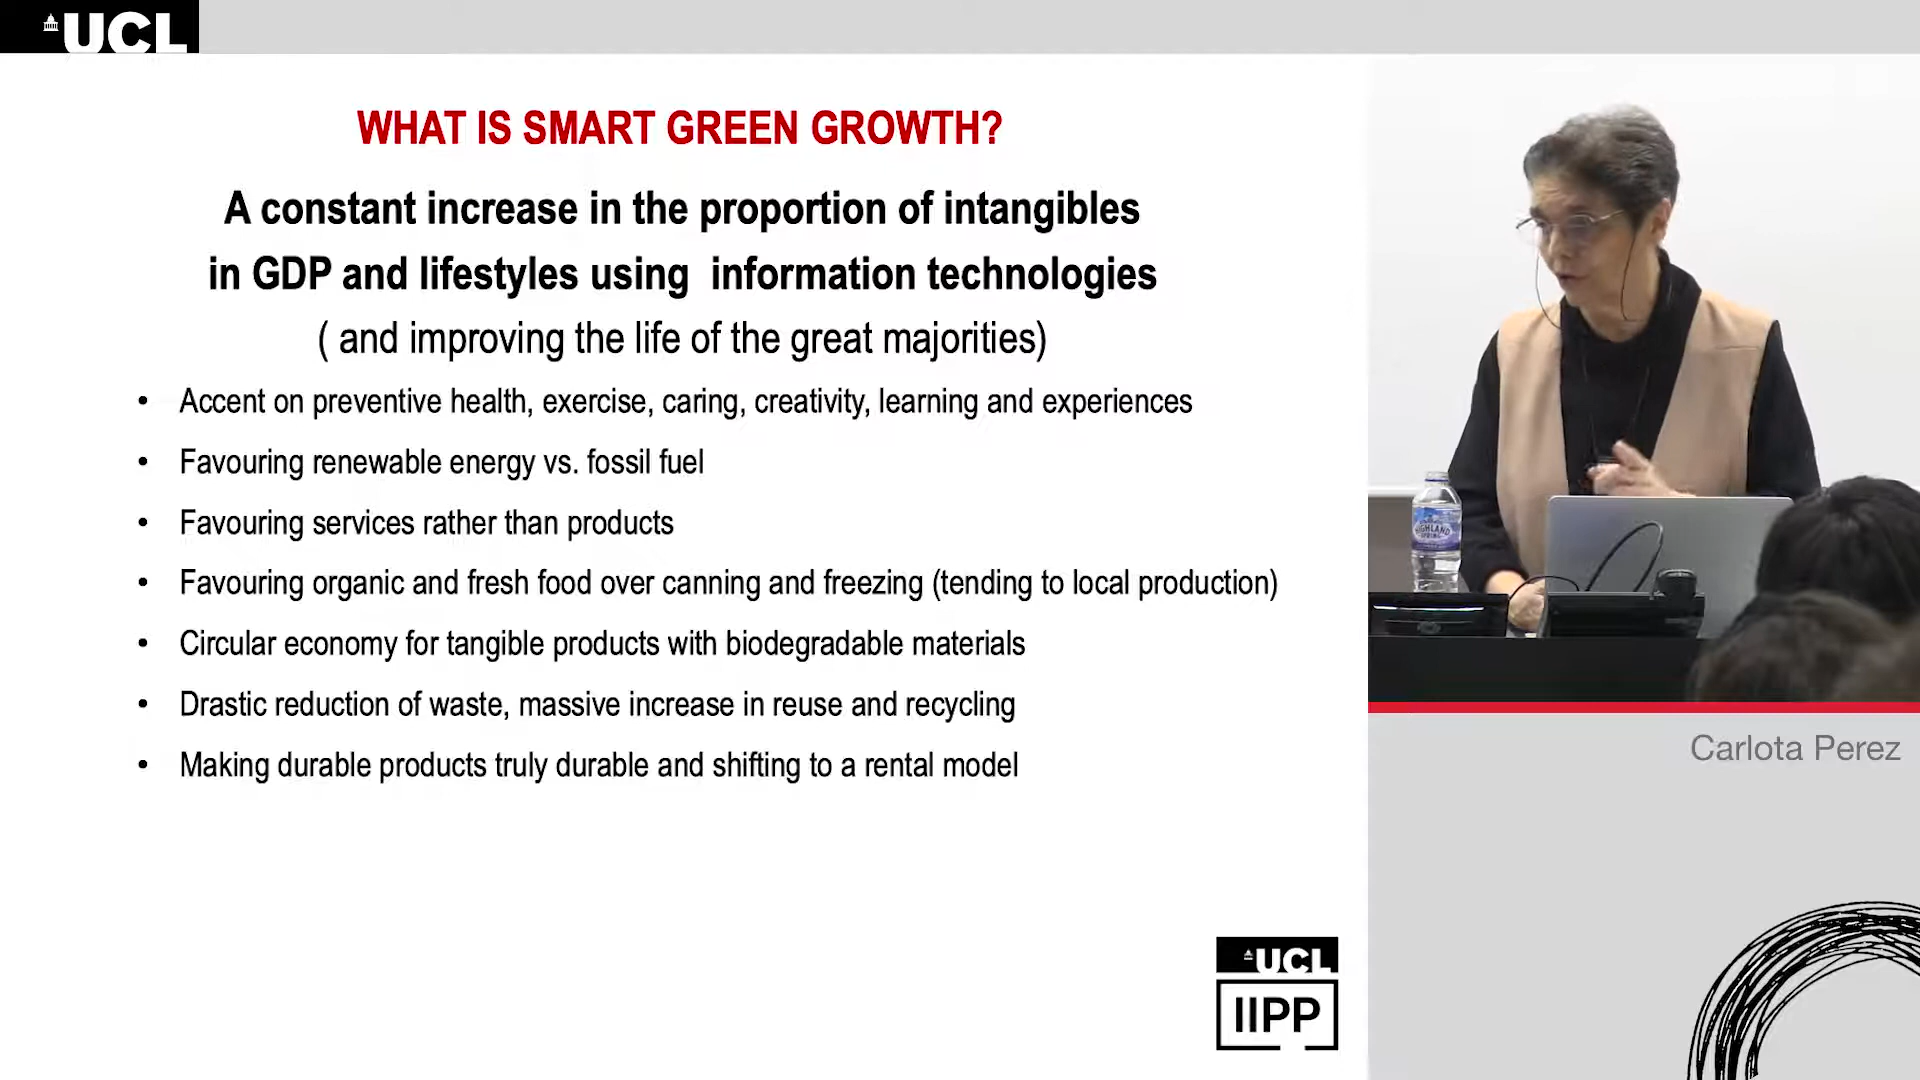 UCL
WHAT IS SMART GREEN GROWTH?
A constant increase in the proportion of intangibles
in GDP and lifestyles using  information technologies
( and improving the life of the great majorities)
• Accent on preventive health, exercise, caring, creativity, learning and experiences
• Favouring renewable energy vs. fossil fuel
• Favouring services rather than products
• Favouring organic and fresh food over canning and freezing (tending to local production)
• Circular economy for tangible products with biodegradable materials
• Drastic reduction of waste, massive increase in reuse and recycling
• Making durable products truly durable and shifting to a rental model
HIGHLAND
SPRING
Carlota Perez
UCL
IIPP